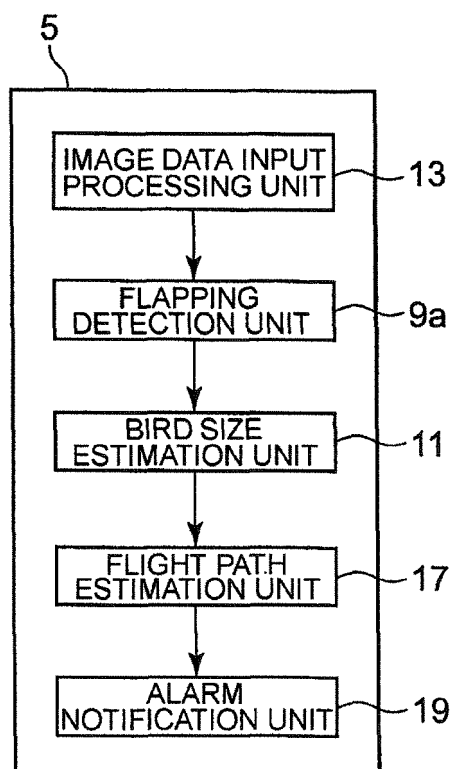 5
IMAGE DATA INPUT
PROCESSING UNIT
13
FLAPPING
DETECTION UNIT
9a
BIRD SIZE
ESTIMATION UNIT
11
FLIGHT PATH
ESTIMATION UNIT
17
ALARM
NOTIFICATION UNIT
19